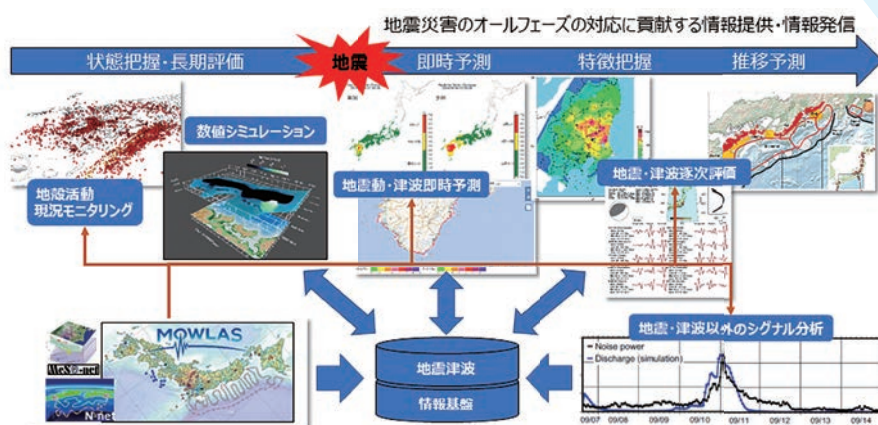 地震災害のオールフェーズの対応に貢献する情報提供・情報発信
状態把握・長期評価
地震
即時予測
特徴把握
推移予測
数値シミュレーション
地殻活動
現況モニタリング
地震動・津波即時予測
地震・津波逐次評価
MOWLAS
N-net
地震津波
情報基盤
地震・津波以外のシグナル分析
Noise power
Discharge (simulation)
09/07 09/08 09/09 09/10 09/11 09/12 09/13 09/14